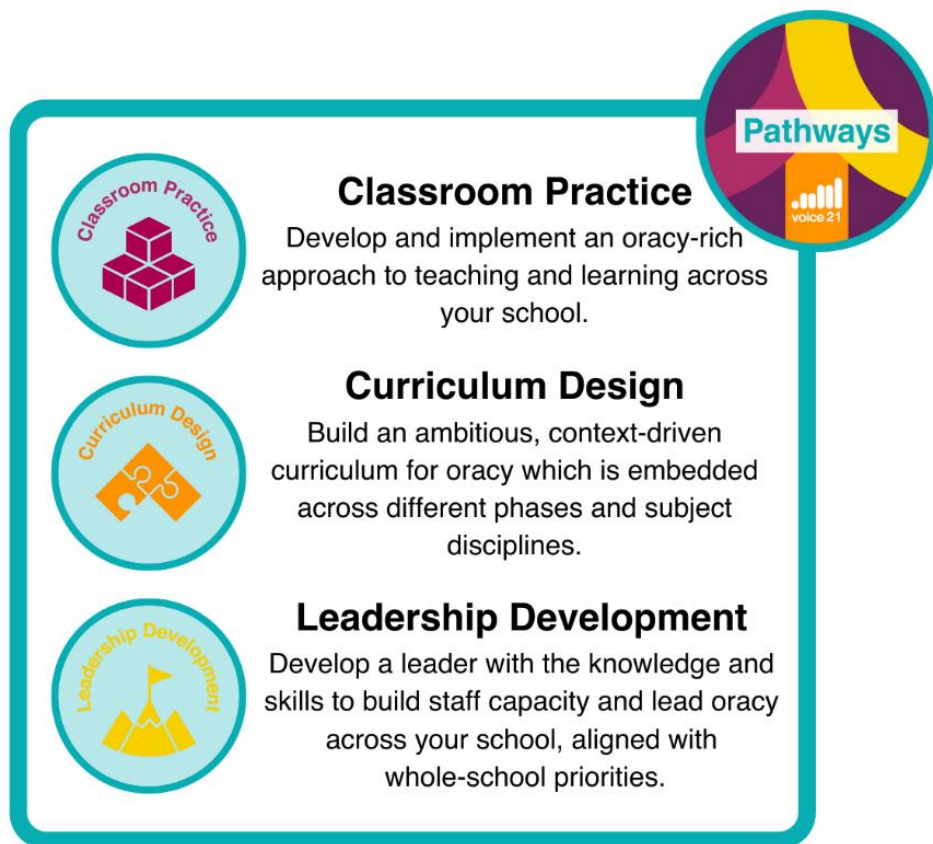 Pathways
voice 21
Classroom Practice
Classroom Practice
Develop and implement an oracy-rich
approach to teaching and learning across
your school.
Curriculum Design
Curriculum Design
Build an ambitious, context-driven
curriculum for oracy which is embedded
across different phases and subject
disciplines.
Leadership Development
Leadership Development
Develop a leader with the knowledge and
skills to build staff capacity and lead oracy
across your school, aligned with
whole-school priorities.